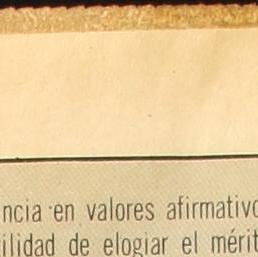 ncia en valores afirmativo
ilidad de elogiar el mérit